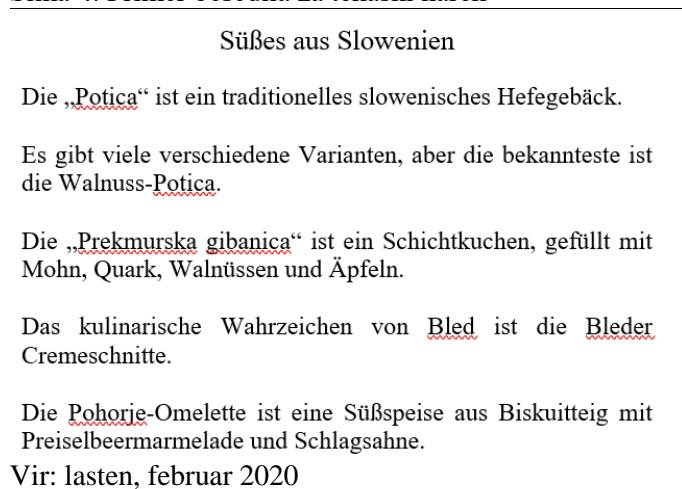 Süßes aus Slowenien
Die „Potica“ ist ein traditionelles slowenisches Hefegebäck.
Es gibt viele verschiedene Varianten, aber die bekannteste ist
die Walnuss-Potica.
Die „Prekmurska gibanica“ ist ein Schichtkuchen, gefüllt mit
Mohn, Quark, Walnüssen und Äpfeln.
Das kulinarische Wahrzeichen von Bled ist die Bleder
Cremeschnitte.
Die Pohorje-Omelette ist eine Süßspeise aus Biskuitteig mit
Preiselbeermarmelade und Schlagsahne.
Vir: lasten, februar 2020